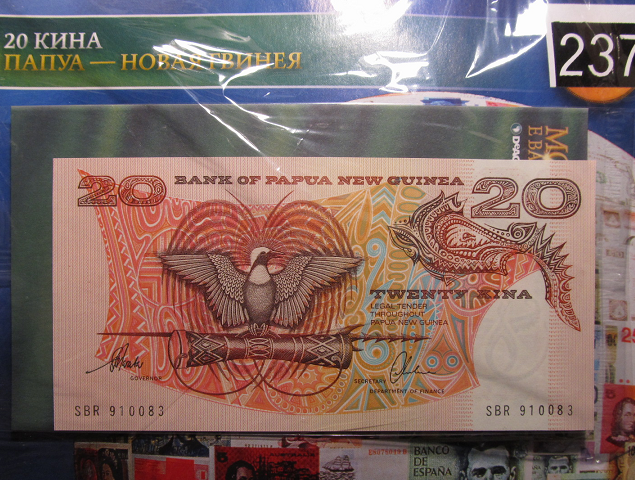 20 КИНА
ПАПУА — НОВАЯ ГВИНЕЯ
237
20 BANK OF PAPUA NEW GUINEA 20
TWENTY KINA
LEGAL TENDER
THROUGHOUT
PAPUA NEW GUINEA
GOVERNOR
SECRETARY
DEPARTMENT OF FINANCE
SBR 910083
SBR 910083
BANCO
DE
ESPAÑA